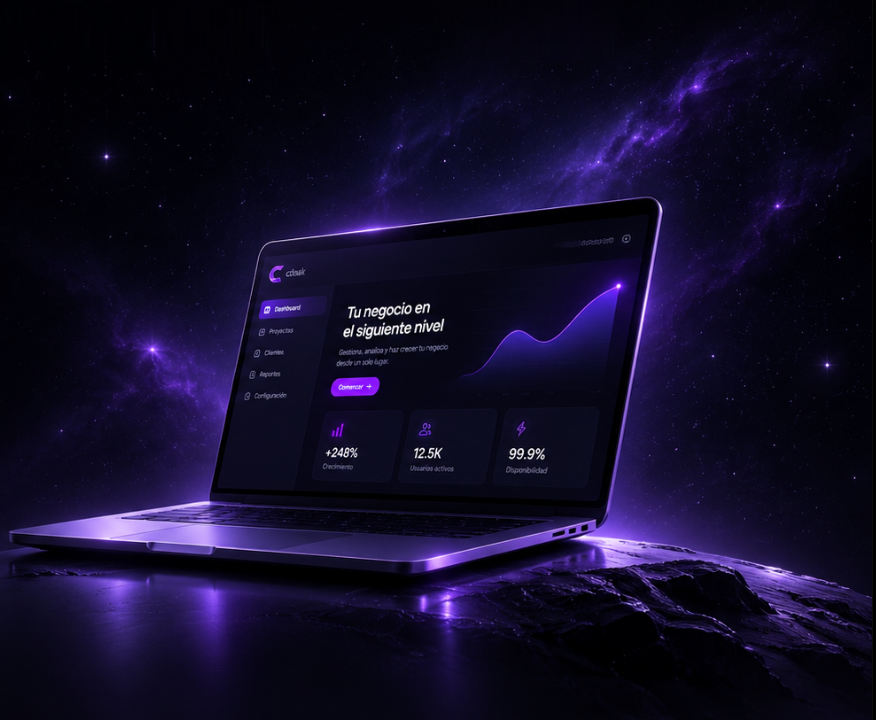 Dashboard
Proyectos
Clientes
Reportes
Configuración
Tu negocio en
el siguiente nivel
Gestiona, analiza y haz crecer tu negocio
desde un solo lugar.
Comenzar →
+248%
Crecimiento
12.5K
Usuarios activos
99.9%
Disponibilidad